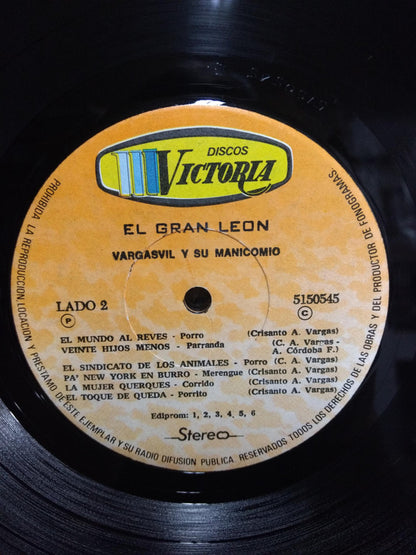 DISCOS
VICTORIA
EL GRAN LEON
VARGASVIL Y SU MANICOMIO
LADO 2
5150545
P
C
EL MUNDO AL REVES - Porro (Crisanto A. Vargas)
VEINTE HIJOS MENOS - Parranda (C. A. Vargas -
A. Córdoba F.)
EL SINDICATO DE LOS ANIMALES - Porro (C. A. Vargas)
PA' NEW YORK EN BURRO - Merengue (Crisanto A. Vargas)
LA MUJER QUERQUES - Corrido (Crisanto A. Vargas)
EL TOQUE DE QUEDA - Porrito (Crisanto A. Vargas)
Ediprom: 1, 2, 3, 4, 5, 6
Stereo
PROHIBIDA LA REPRODUCCION, LOCACION Y PRESTAMO DE ESTE EJEMPLAR Y SU RADIO DIFUSION PUBLICA. RESERVADOS TODOS LOS DERECHOS DE LAS OBRAS Y DEL PRODUCTOR DE FONOGRAMAS